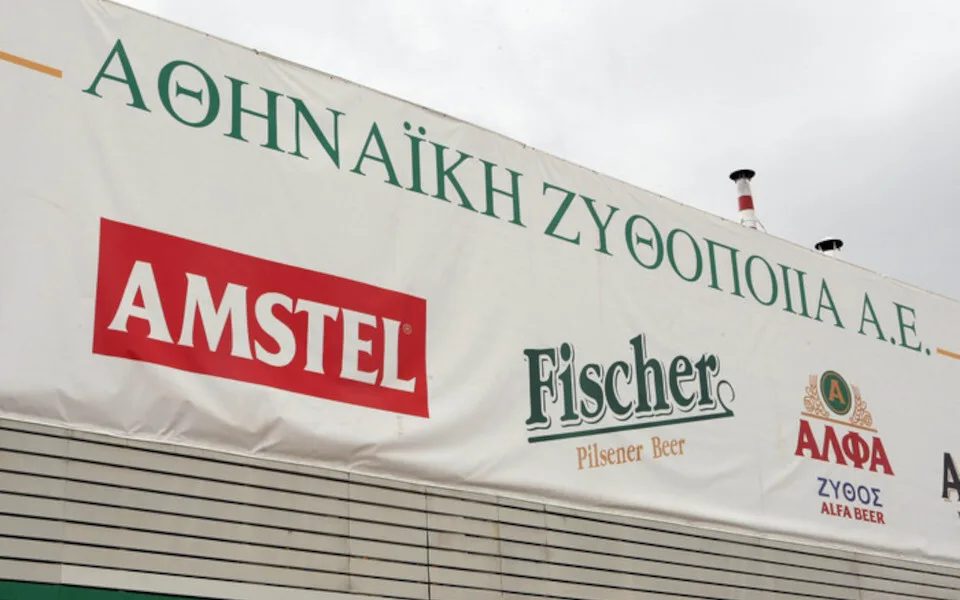 ΑΘΗΝΑΪΚΗ ΖΥΘΟΠΟΙΙΑ Α.Ε.
AMSTEL®
Fischer
Pilsener Beer
A
ΑΛΦΑ
ΖΥΘΟΣ
ALFA BEER